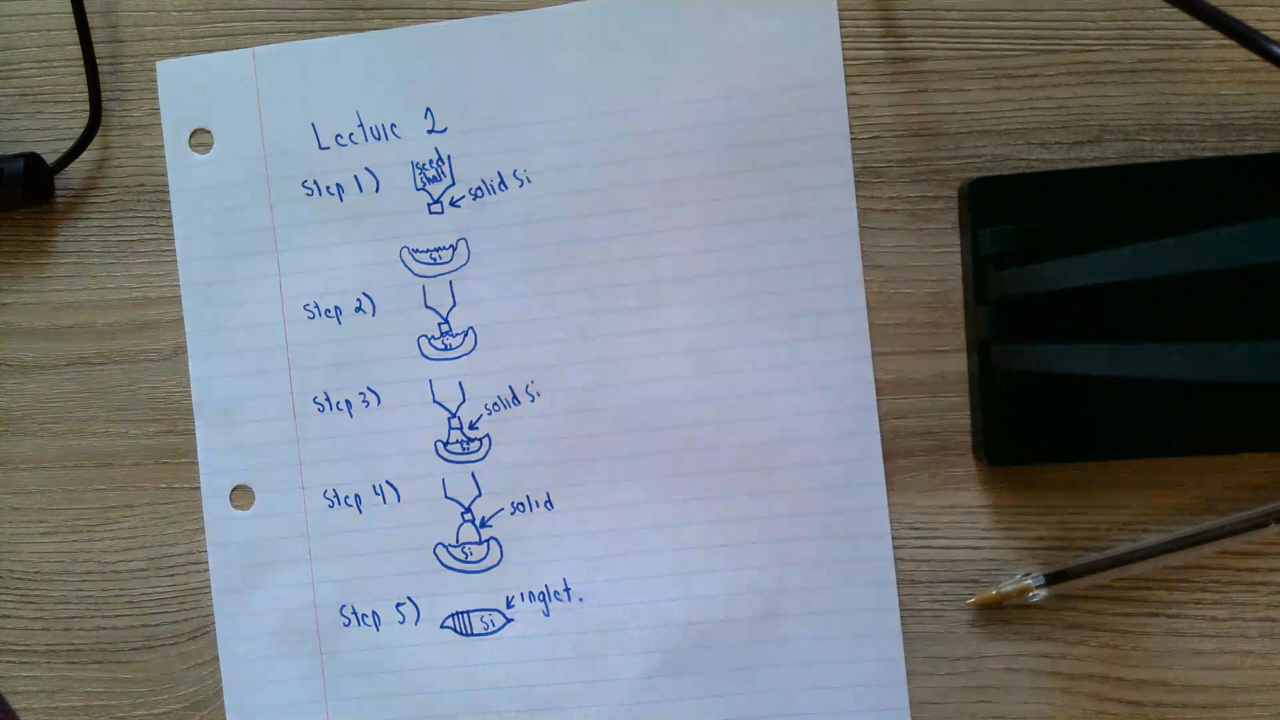 Lecture 2
Step 1)
seed
shaft
solid Si
Si
Step 2)
Si
Step 3)
solid Si
Si
Step 4)
solid
Si
Step 5)
inglet.
Si